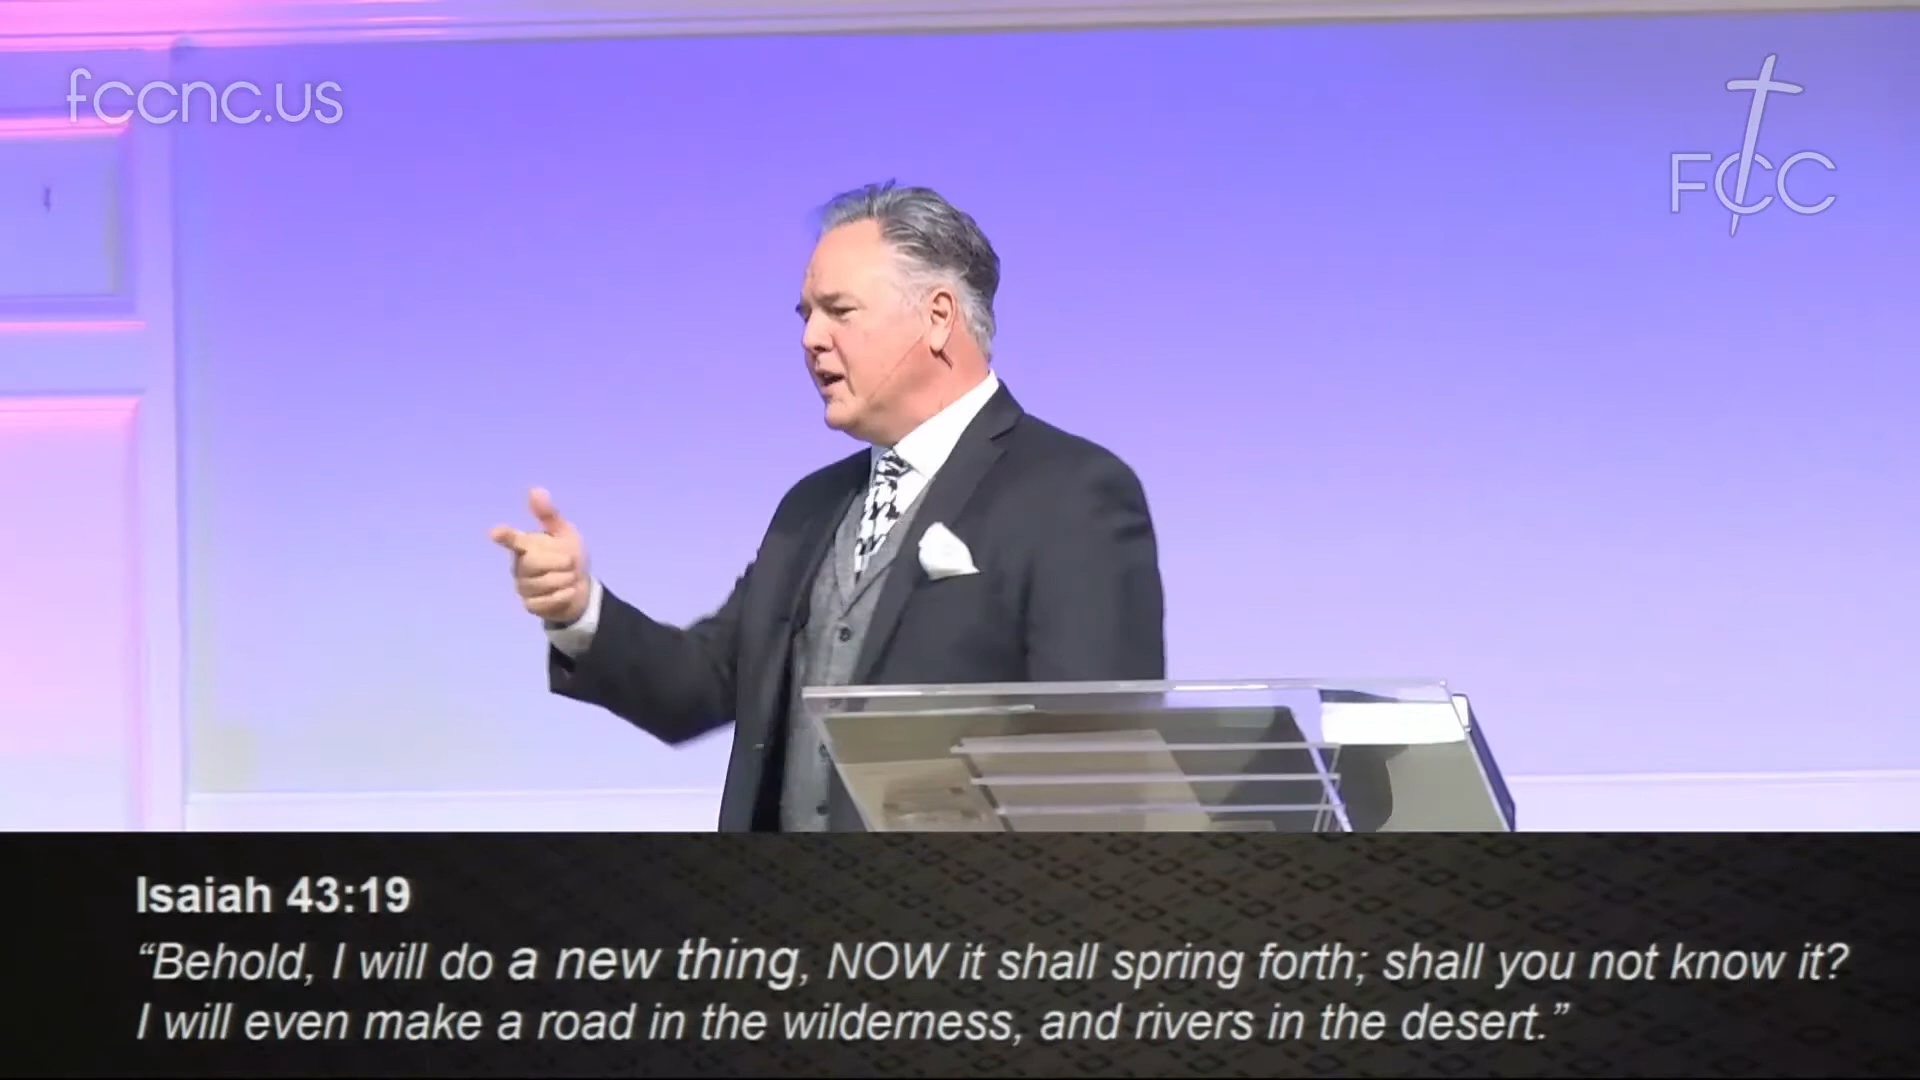 fccnc.us
FCC
Isaiah 43:19
“Behold, I will do a new thing, NOW it shall spring forth; shall you not know it?
I will even make a road in the wilderness, and rivers in the desert.”